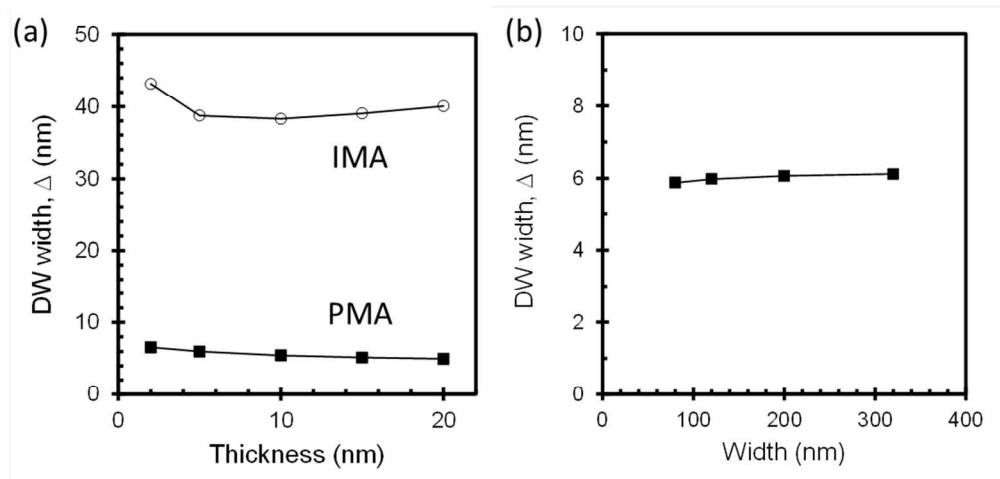 (a)
50
40
30
20
10
0
DW width, Δ (nm)
IMA
PMA
0 10 20
Thickness (nm)
(b)
10
8
6
4
2
0
DW width, Δ (nm)
0 100 200 300 400
Width (nm)